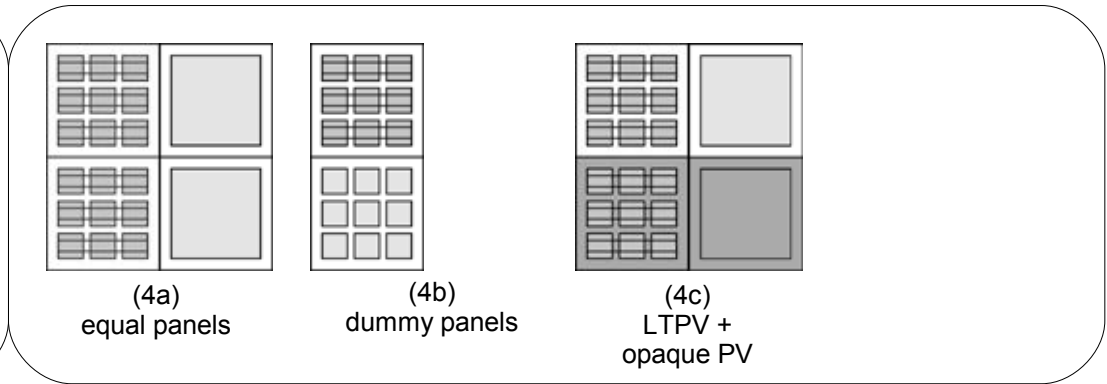 (4a)
equal panels
(4b)
dummy panels
(4c)
LTPV +
opaque PV